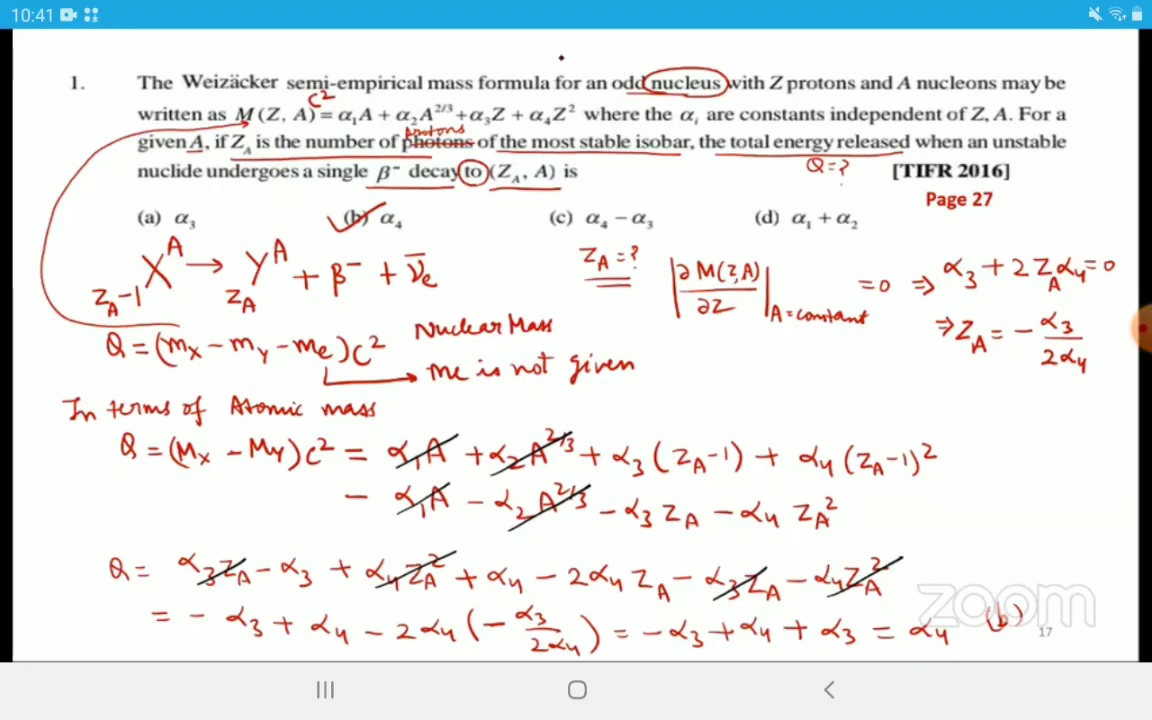 10:41
1. The Weizäcker semi-empirical mass formula for an odd nucleus with Z protons and A nucleons may be
C²
written as M (Z, A) = α₁A + α₂A^{2/3} + α₃Z + α₄Z² where the αᵢ are constants independent of Z, A. For a
protons
given A, if Z_A is the number of photons of the most stable isobar, the total energy released when an unstable
nuclide undergoes a single β⁻ decay to (Z_A, A) is
Q = ?
[TIFR 2016]
Page 27
(a) α₃ (b) α₄ (c) α₄ – α₃ (d) α₁ + α₂
_{Z_A-1}X^A → _{Z_A}Y^A + β⁻ + ν̄_e
Z_A = ?
|∂M(Z,A)/∂Z|_{A = constant} = 0 ⇒ α₃ + 2Z_Aα₄ = 0
⇒ Z_A = - α₃/2α₄
Q = (m_X - m_Y - m_e)C² Nuclear Mass
me is not given
In terms of Atomic mass
Q = (M_X - M_Y)C² = α₁A + α₂A^{2/3} + α₃(Z_A-1) + α₄(Z_A-1)²
- α₁A - α₂A^{2/3} - α₃Z_A - α₄Z_A²
Q = α₃Z_A - α₃ + α₄Z_A² + α₄ - 2α₄Z_A - α₃Z_A - α₄Z_A²
= - α₃ + α₄ - 2α₄(- α₃/2α₄) = -α₃ + α₄ + α₃ = α₄ (b)
zoom
17